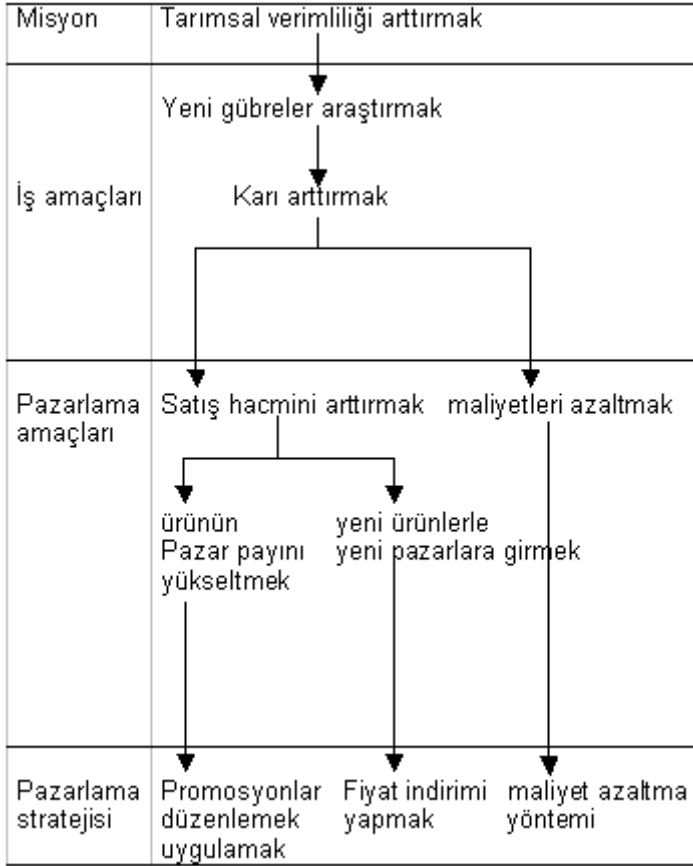 Misyon
Tarımsal verimliliği arttırmak
Yeni gübreler araştırmak
İş amaçları
Karı arttırmak
Pazarlama
amaçları
Satış hacmini arttırmak
maliyetleri azaltmak
ürünün
Pazar payını
yükseltmek
yeni ürünlerle
yeni pazarlara girmek
Pazarlama
stratejisi
Promosyonlar
düzenlemek
uygulamak
Fiyat indirimi
yapmak
maliyet azaltma
yöntemi